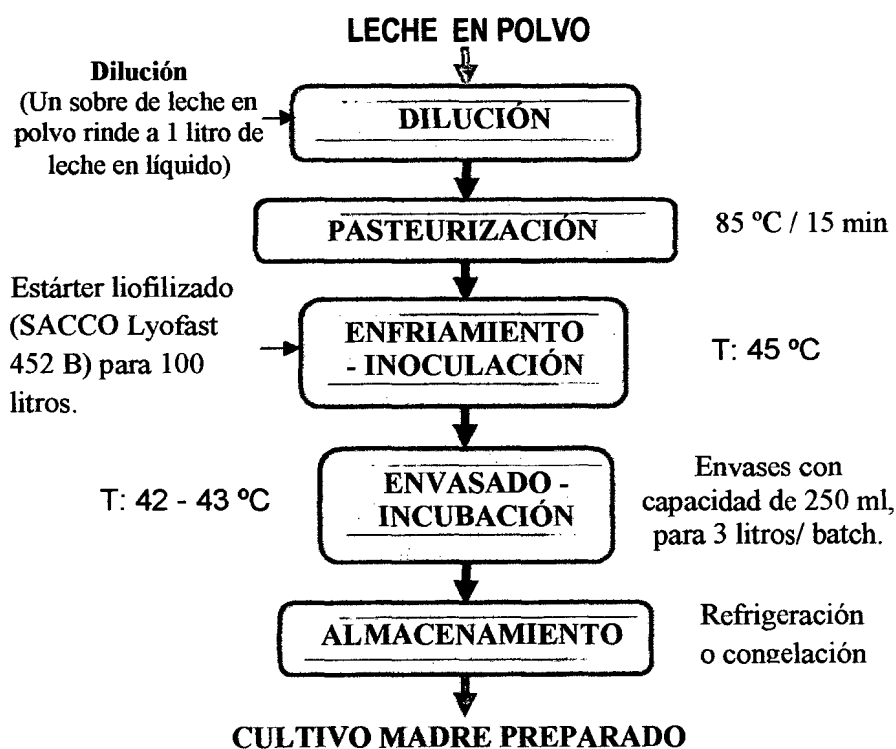 LECHE EN POLVO
Dilución
(Un sobre de leche en
polvo rinde a 1 litro de
leche en líquido)
DILUCIÓN
PASTEURIZACIÓN
85 ºC / 15 min
Estárter liofilizado
(SACCO Lyofast
452 B) para 100
litros.
ENFRIAMIENTO
- INOCULACIÓN
T: 45 ºC
T: 42 - 43 ºC
ENVASADO -
INCUBACIÓN
Envases con
capacidad de 250 ml,
para 3 litros/ batch.
ALMACENAMIENTO
Refrigeración
o congelación
CULTIVO MADRE PREPARADO